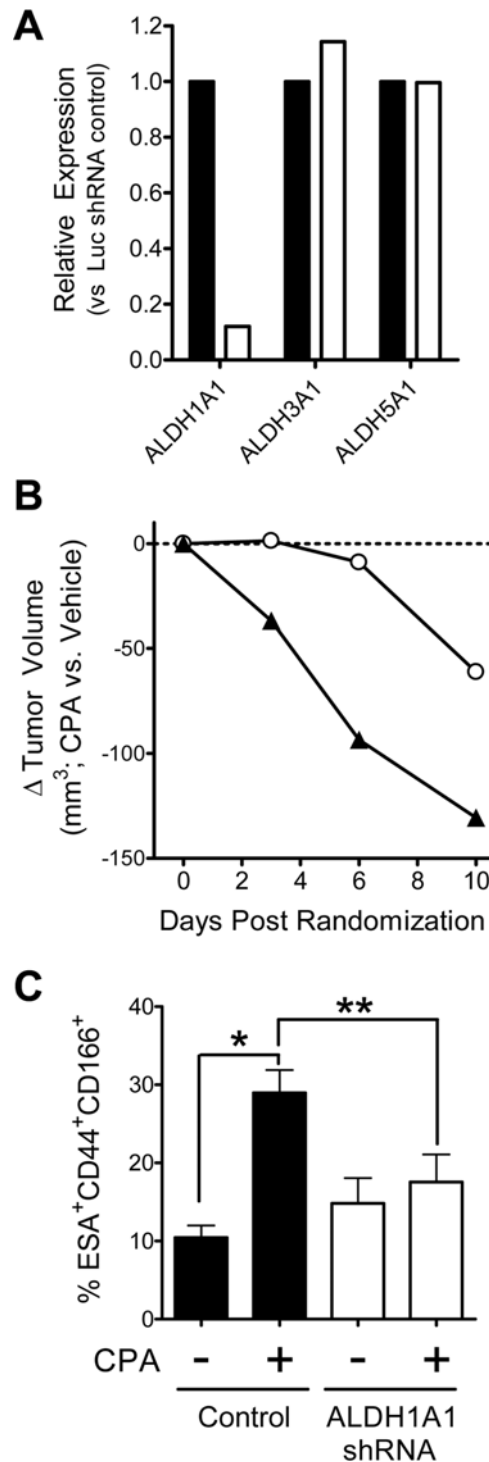 A
Relative Expression
(vs Luc shRNA control)
1.2
1.0
0.8
0.6
0.4
0.2
0.0
ALDH1A1
ALDH3A1
ALDH5A1
B
Δ Tumor Volume
(mm³; CPA vs. Vehicle)
0
-50
-100
-150
0 2 4 6 8 10
Days Post Randomization
C
% ESA⁺CD44⁺CD166⁺
40
30
20
10
0
* **
CPA - + - +
Control ALDH1A1
shRNA